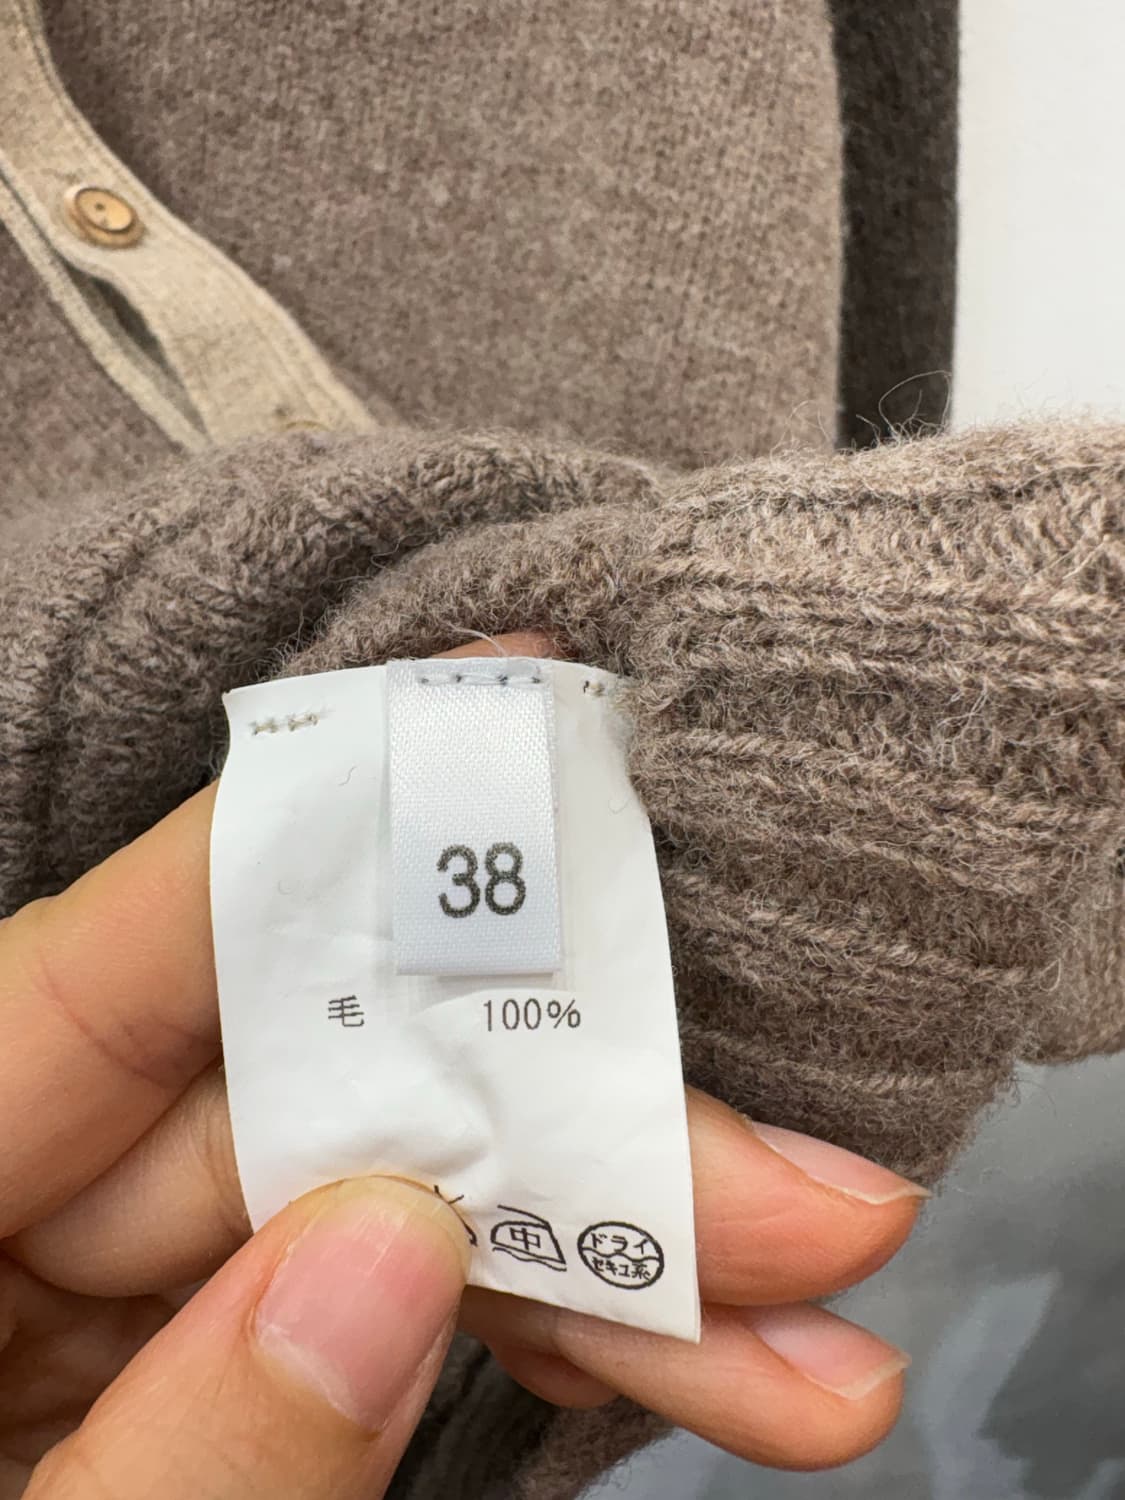 38
毛 100%
中
ドライ
セキユ系